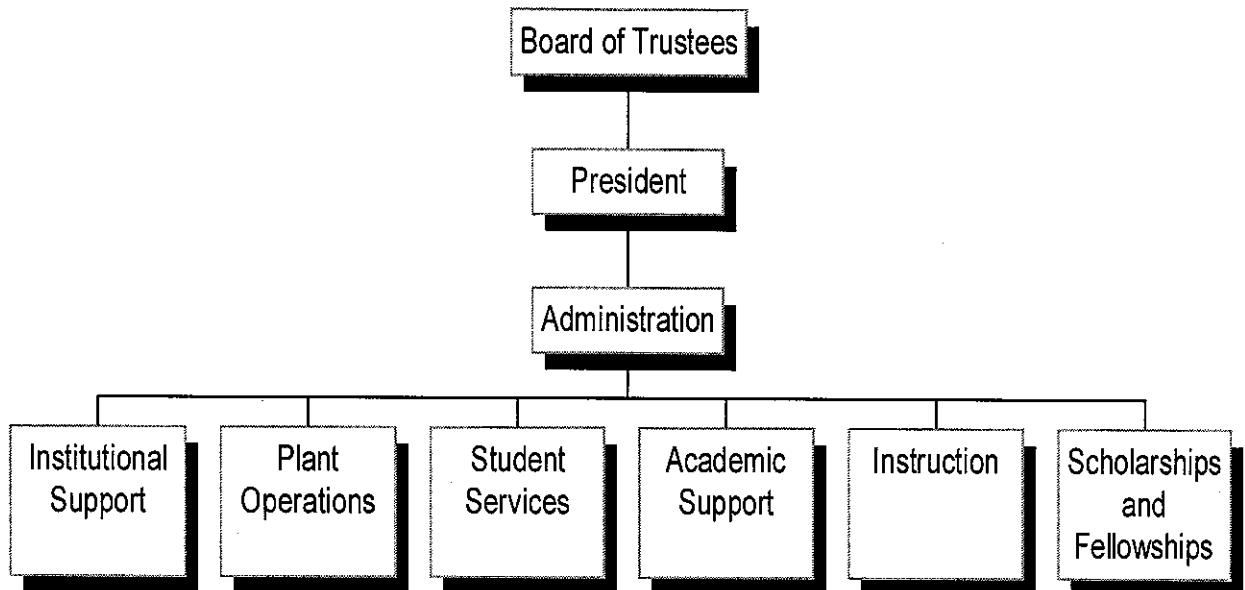 Board of Trustees
President
Administration
Institutional
Support
Plant
Operations
Student
Services
Academic
Support
Instruction
Scholarships
and
Fellowships